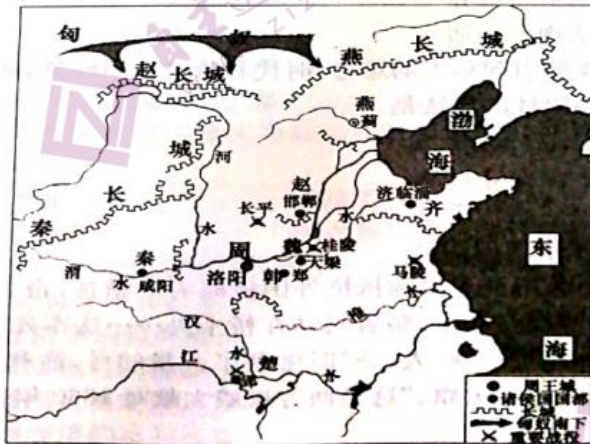 匈奴
燕长城
赵长城
燕
蓟
渤海
长城
河水
赵
邯郸
长平
济水
临淄
齐
秦
秦
咸阳
渭水
周
洛阳
魏
桂陵
大梁
韩
郑
马陵
淮
东海
汉水
江
楚
郢
水
周王城
诸侯国国都
长城
匈奴南下
重要战役